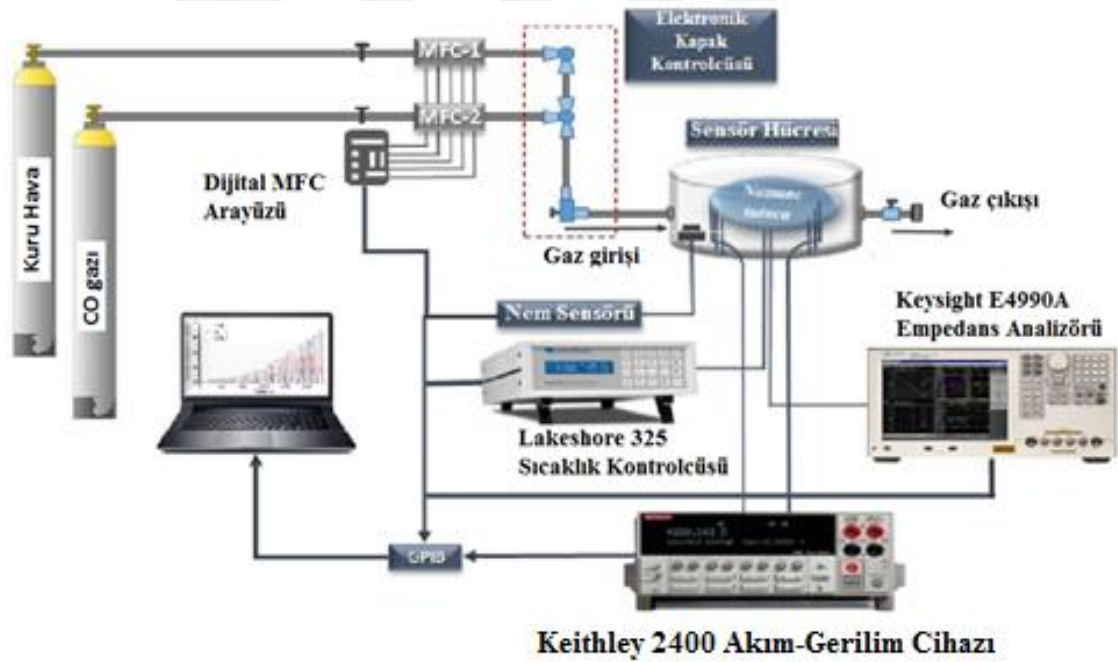 Elektronik
Kapak
Kontrolcüsü
MFC-1
MFC-2
Sensör Hücresi
Kuru Hava
CO gazı
Dijital MFC
Arayüzü
Gaz girişi
Gaz çıkışı
Nem Sensörü
Keysight E4990A
Empedans Analizörü
Lakeshore 325
Sıcaklık Kontrolcüsü
GPIB
Keithley 2400 Akım-Gerilim Cihazı